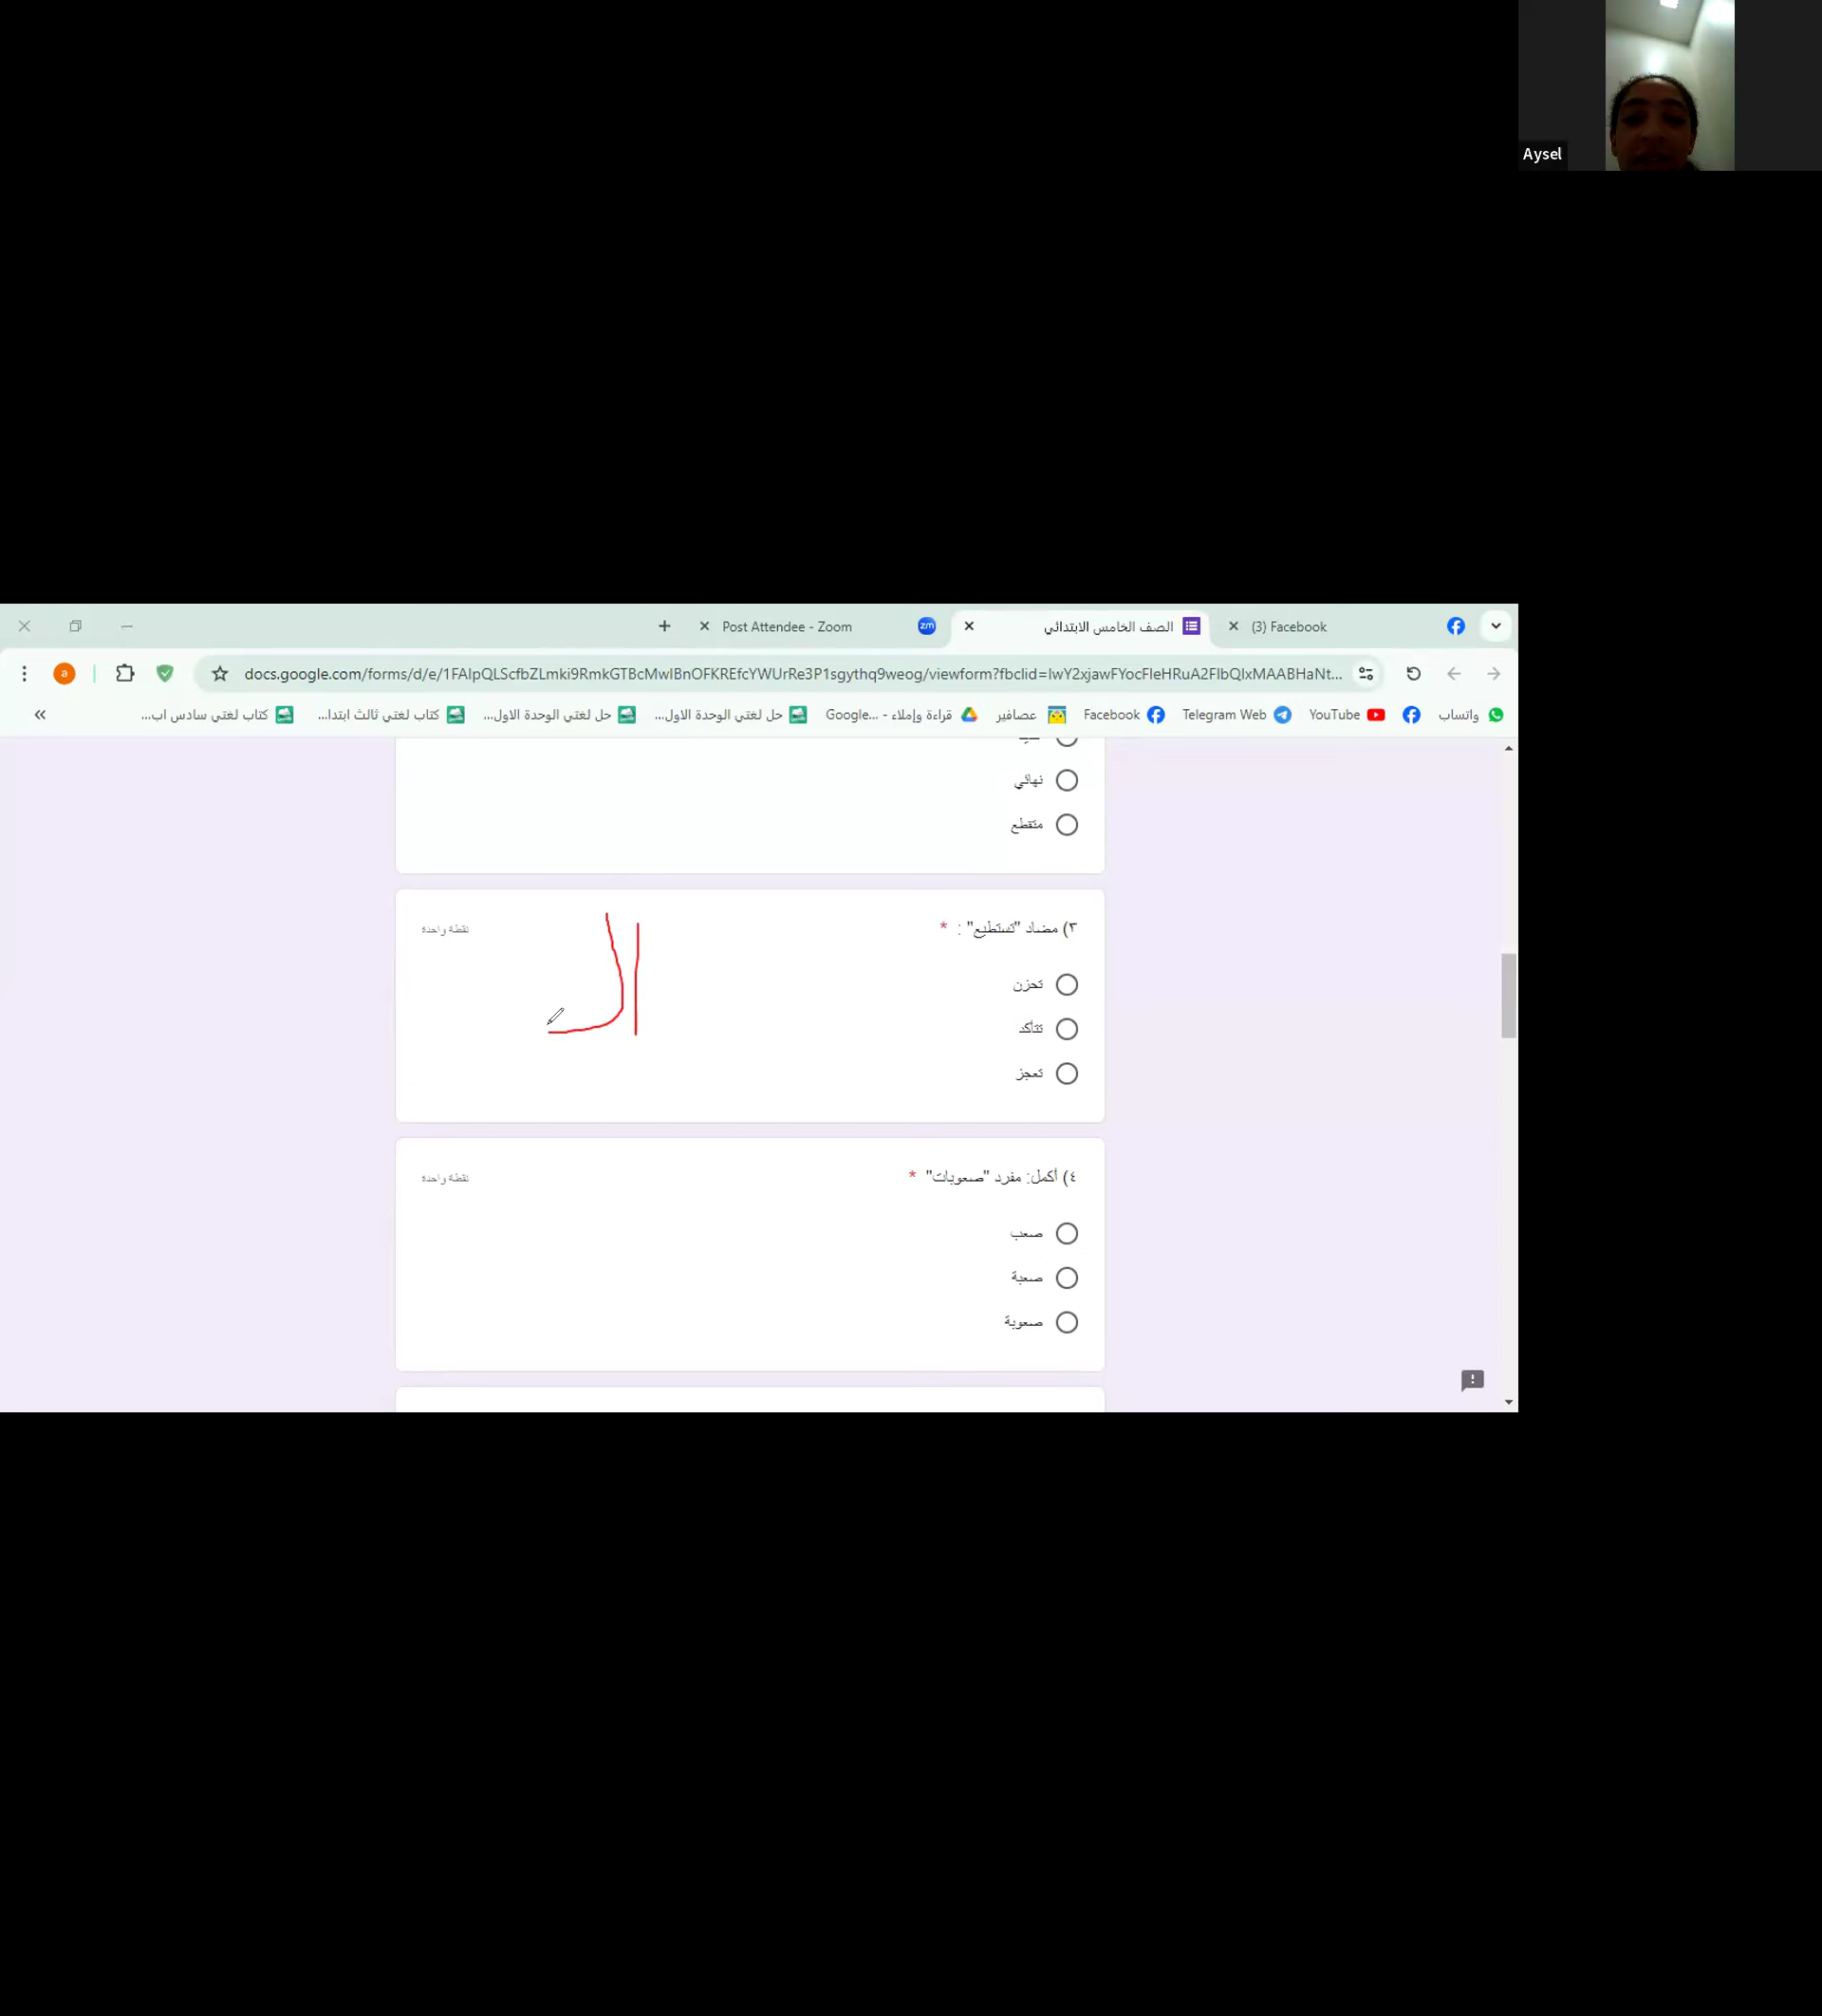 Aysel
(3) Facebook
الصف الخامس الابتدائي
Post Attendee - Zoom
docs.google.com/forms/d/e/1FAIpQLScfbZLmki9RmkGTBcMwIBnOFKREfcYWUrRe3P1sgythq9weog/viewform?fbclid=IwY2xjawFYocFleHRuA2FlbQIxMAABHaNt...
واتساب YouTube Telegram Web Facebook عصافير قراءة وإملاء - Google... حل لغتي الوحدة الاول... حل لغتي الوحدة الاول... كتاب لغتي ثالث ابتدا... كتاب لغتي سادس اب...
نهائي
متقطع
٣) مضاد "تستطيع" : *
نقطة واحدة
تحزن
تتأكد
تعجز
ال
٤) أكمل: مفرد "صعوبات" *
نقطة واحدة
صعب
صعبة
صعوبة